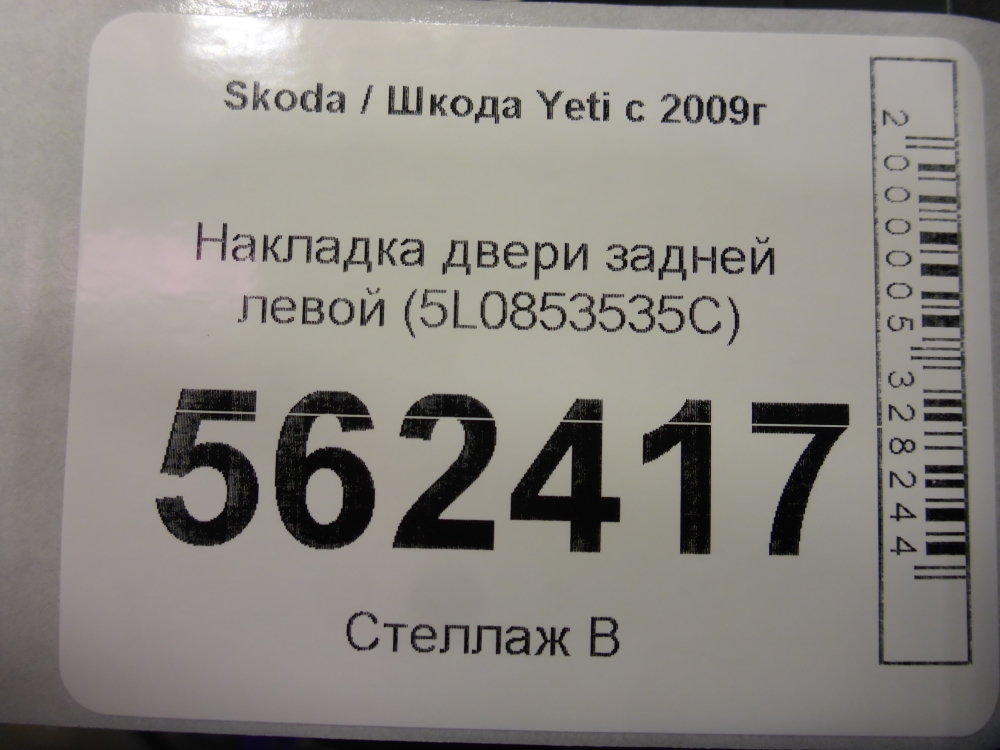 Skoda / Шкода Yeti с 2009г
Накладка двери задней
левой (5L0853535C)
562417
Стеллаж В
2000005328244